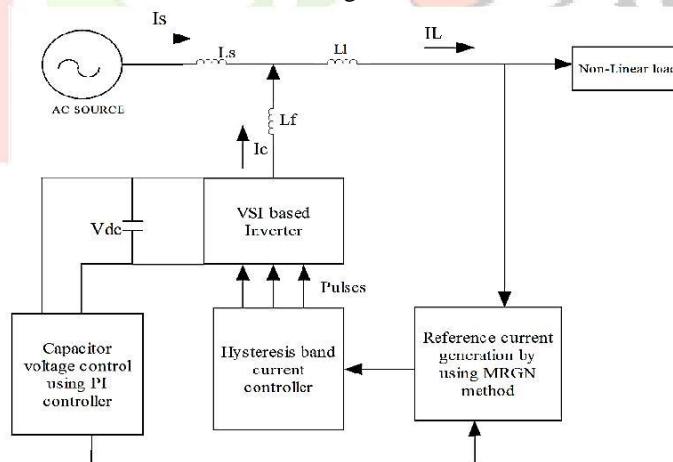 Is
Ls
Ll
IL
Non-Linear load
AC SOURCE
Lf
Ic
VSI based
Inverter
Vdc
Pulses
Capacitor
voltage control
using PI
controller
Hysteresis band
current
controller
Reference current
generation by
using MRGN
method